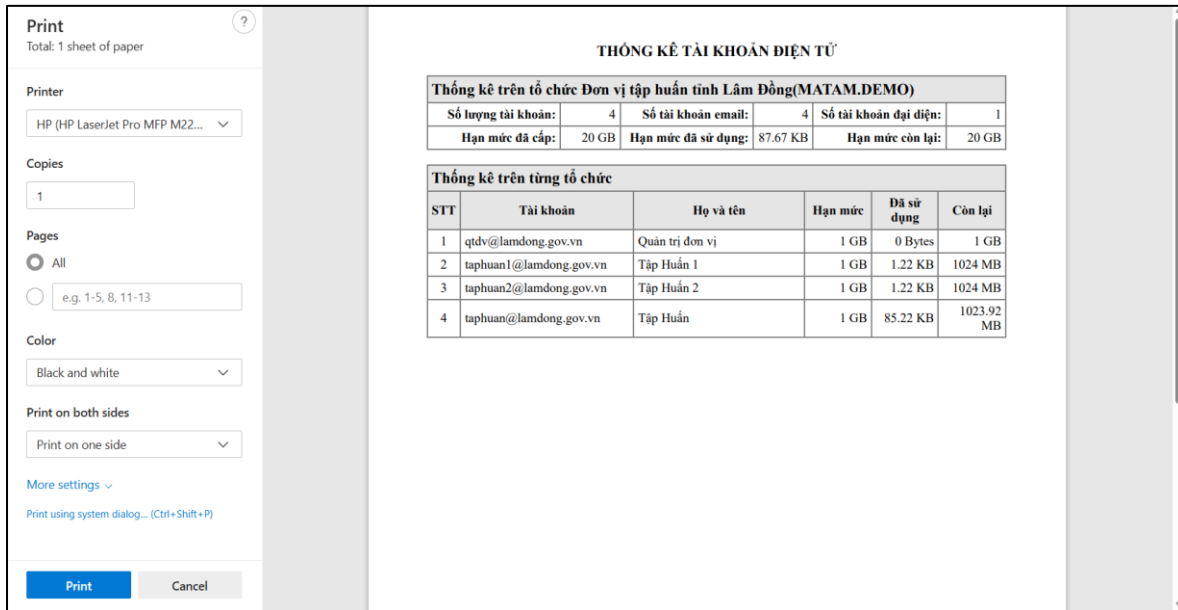 Print
?
Total: 1 sheet of paper
Printer
HP (HP LaserJet Pro MFP M22...
Copies
1
Pages
All
e.g. 1-5, 8, 11-13
Color
Black and white
Print on both sides
Print on one side
More settings
Print using system dialog... (Ctrl+Shift+P)
Print Cancel
THỐNG KÊ TÀI KHOẢN ĐIỆN TỬ
Thống kê trên tổ chức Đơn vị tập huấn tỉnh Lâm Đồng(MATAM.DEMO)
Số lượng tài khoản: 4 Số tài khoản email: 4 Số tài khoản đại diện: 1
Hạn mức đã cấp: 20 GB Hạn mức đã sử dụng: 87.67 KB Hạn mức còn lại: 20 GB
Thống kê trên từng tổ chức
STT Tài khoản Họ và tên Hạn mức Đã sử dụng Còn lại
1 qtdv@lamdong.gov.vn Quản trị đơn vị 1 GB 0 Bytes 1 GB
2 taphuan1@lamdong.gov.vn Tập Huấn 1 1 GB 1.22 KB 1024 MB
3 taphuan2@lamdong.gov.vn Tập Huấn 2 1 GB 1.22 KB 1024 MB
4 taphuan@lamdong.gov.vn Tập Huấn 1 GB 85.22 KB 1023.92 MB